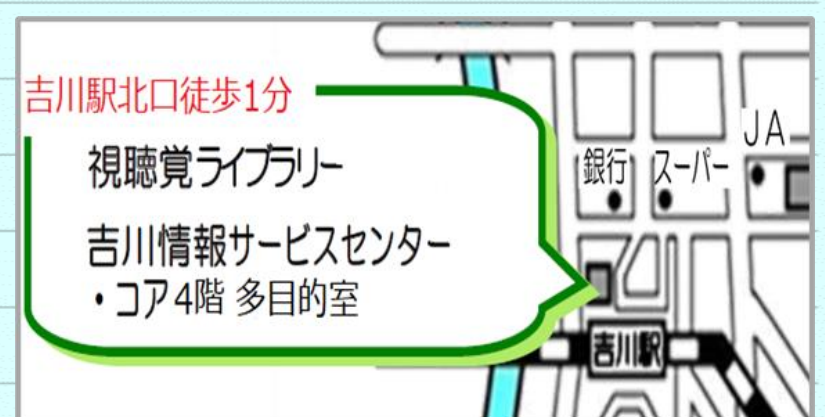 吉川駅北口徒歩1分
視聴覚ライブラリー
吉川情報サービスセンター
・コア4階 多目的室
銀行
スーパー
JA
吉川駅